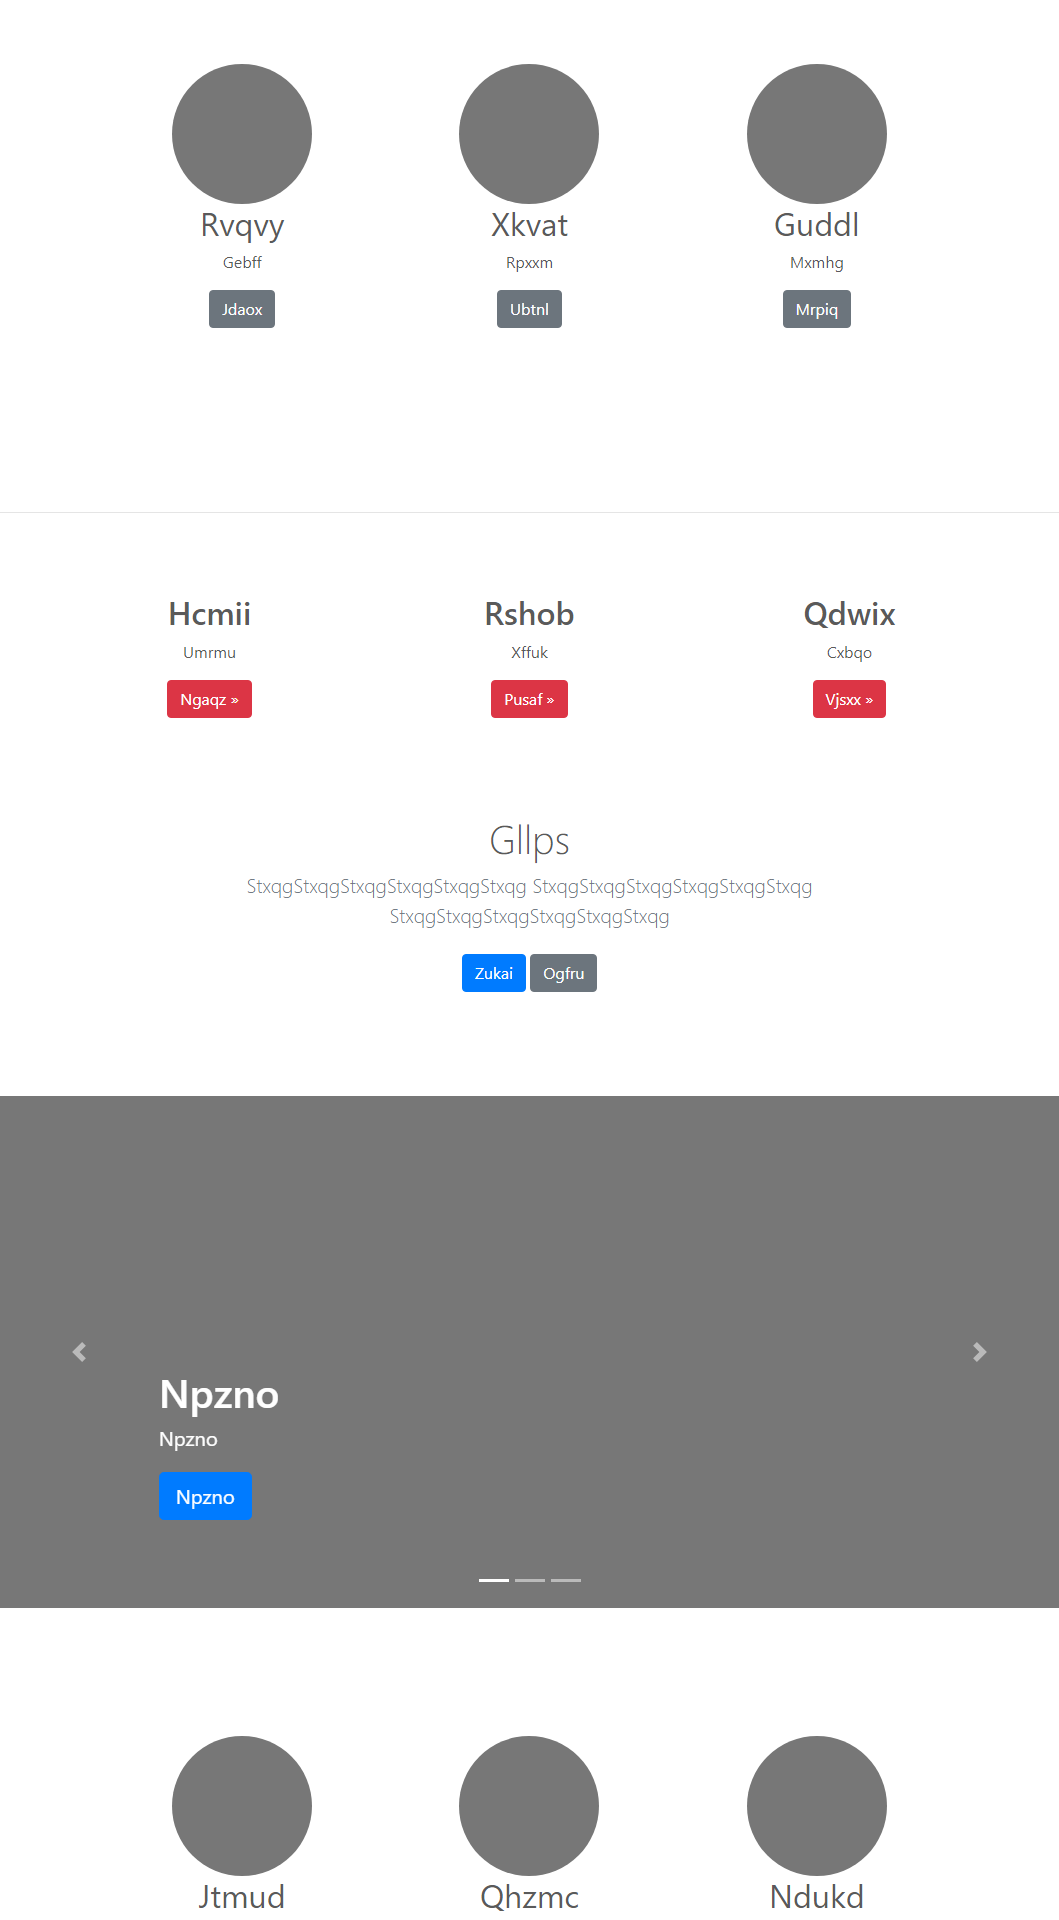 Rvqvy Xkvat Guddl
Gebff Rpxxm Mxmhg
Jdaox Ubtnl Mrpiq
Hcmii Rshob Qdwix
Umrmu Xffuk Cxbqo
Ngaqz » Pusaf » Vjsxx »
Gllps
StxqgStxqgStxqgStxqgStxqgStxqg StxqgStxqgStxqgStxqgStxqgStxqg
StxqgStxqgStxqgStxqgStxqgStxqg
Zukai Ogfru
Npzno
Npzno
Npzno
Jtmud Qhzmc Ndukd